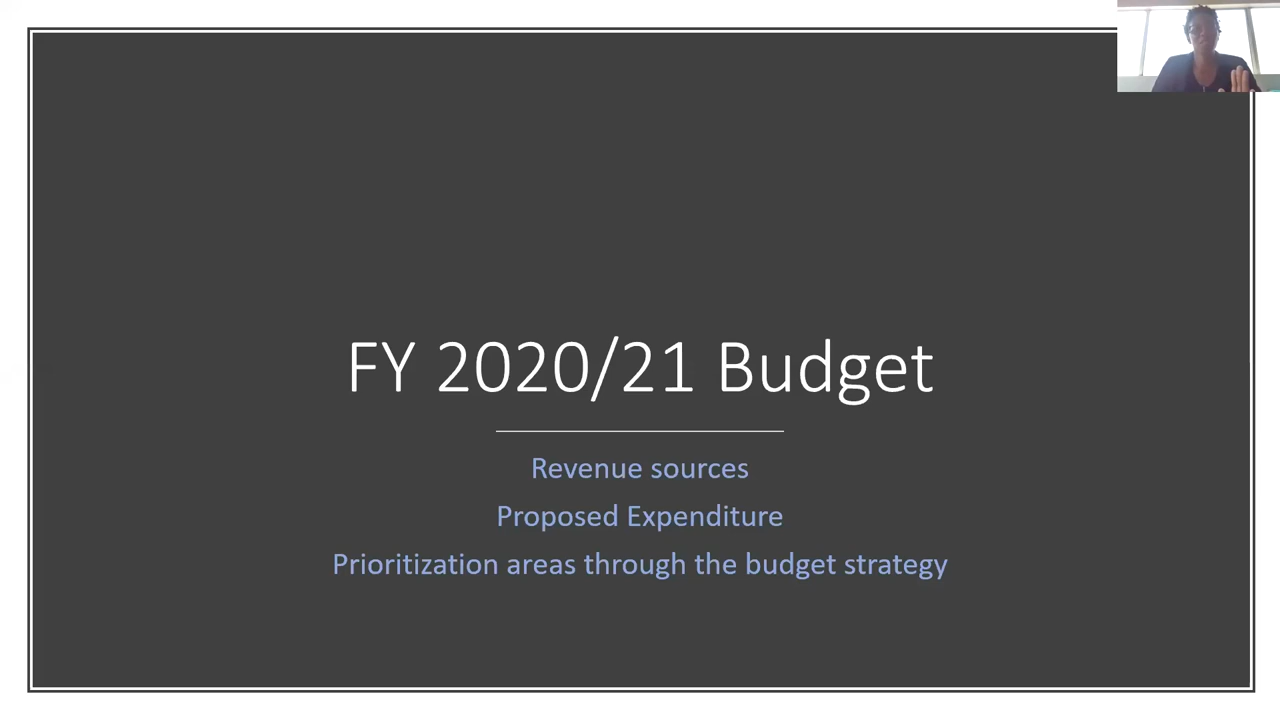 FY 2020/21 Budget
Revenue sources
Proposed Expenditure
Prioritization areas through the budget strategy